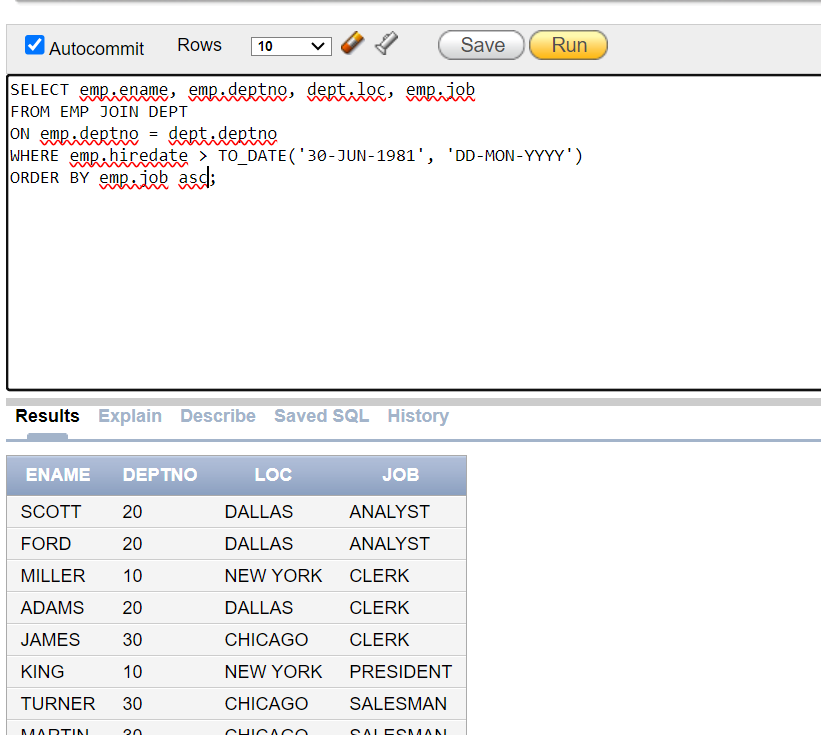 Autocommit Rows 10 Save Run
SELECT emp.ename, emp.deptno, dept.loc, emp.job
FROM EMP JOIN DEPT
ON emp.deptno = dept.deptno
WHERE emp.hiredate > TO_DATE('30-JUN-1981', 'DD-MON-YYYY')
ORDER BY emp.job asc;
Results Explain Describe Saved SQL History
ENAME DEPTNO LOC JOB
SCOTT 20 DALLAS ANALYST
FORD 20 DALLAS ANALYST
MILLER 10 NEW YORK CLERK
ADAMS 20 DALLAS CLERK
JAMES 30 CHICAGO CLERK
KING 10 NEW YORK PRESIDENT
TURNER 30 CHICAGO SALESMAN
MARTIN 30 CHICAGO SALESMAN